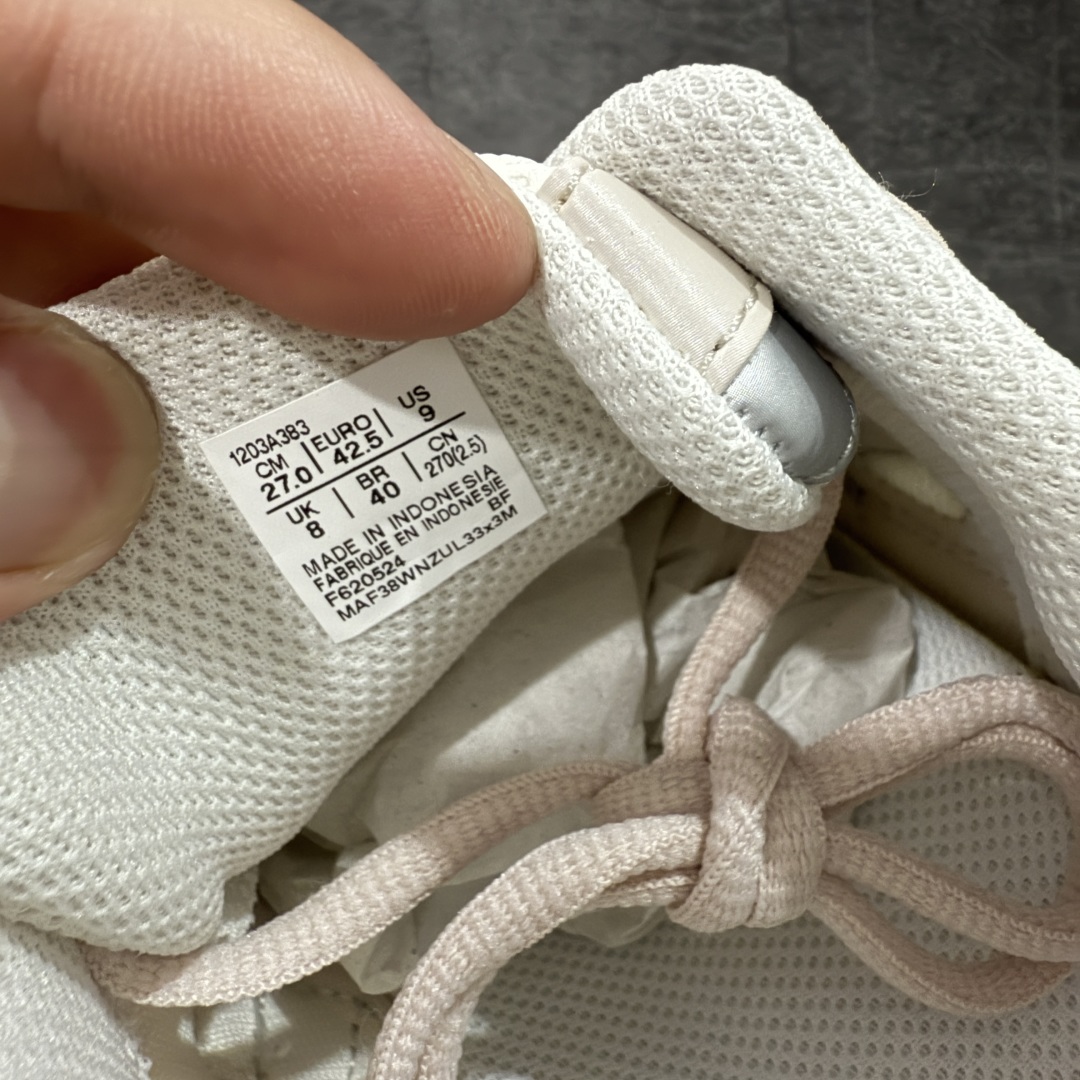 1203A383
CM | EURO | US
27.0 | 42.5 | 9
UK | BR | CN
8 | 40 | 270(2.5)
MADE IN INDONESIA
FABRIQUE EN INDONESIE
F620524 BF
MAF38WNZUL33x3M